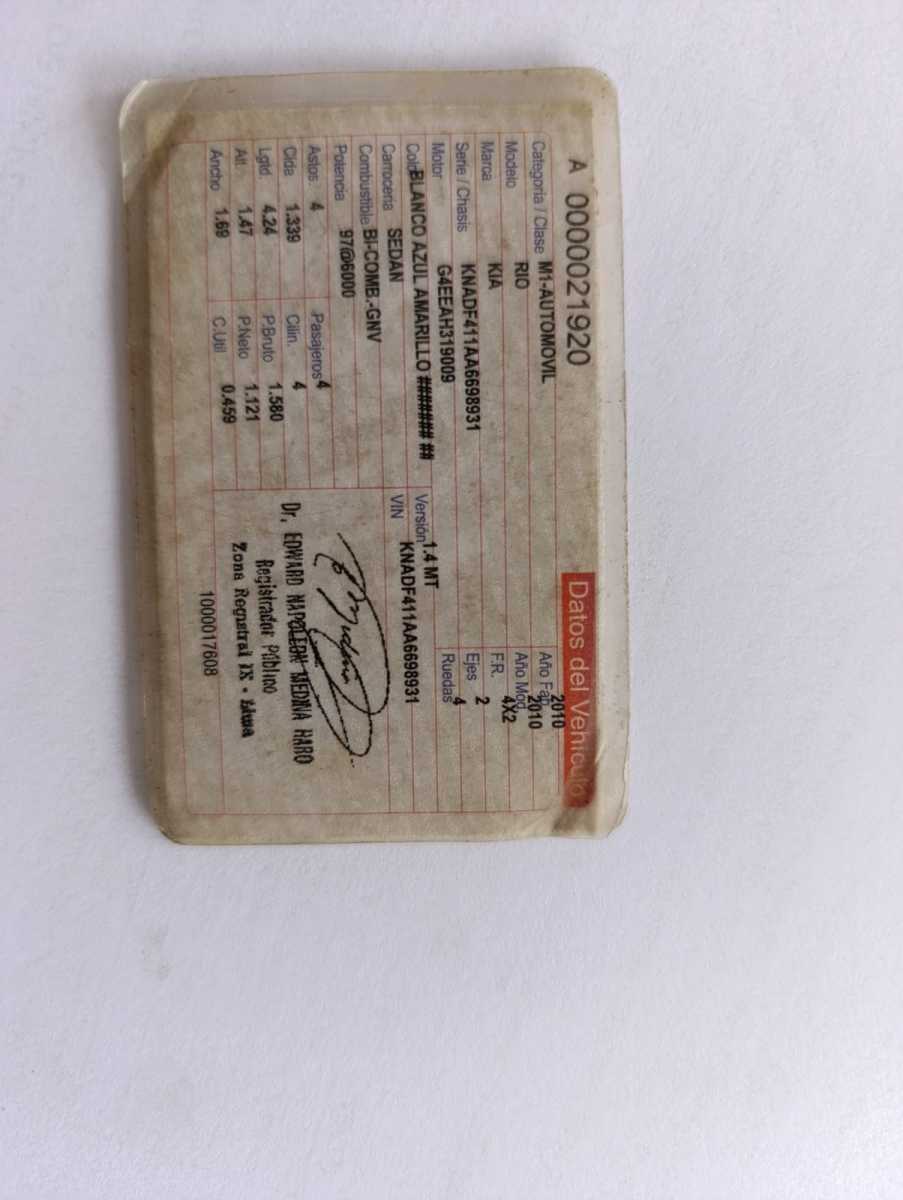 A 0000021920
Datos del Vehículo
Categoría / Clase M1-AUTOMOVIL
Año Fab. 2010
Modelo RIO
Año Mod. 2010
Marca KIA
F.R. 4X2
Serie / Chasis KNADF411AA6698931
Ejes 2
Motor G4EEAH319009
Ruedas 4
Color BLANCO AZUL AMARILLO ####### ##
Versión 1.4 MT
Carrocería SEDAN
VIN KNADF411AA6698931
Combustible BI-COMB.-GNV
Potencia 97@6000
Astos. 4 Pasajeros 4
Clda 1.339 Cilin. 4
Lgtd 4.24 P.Bruto 1.580
Alt. 1.47 P.Neto 1.121
Ancho 1.69 C.Util 0.459
Dr. EDWARD NAPOLEON MEDINA HARO
Registrador Público
Zona Registral IX - Lima
1000017608